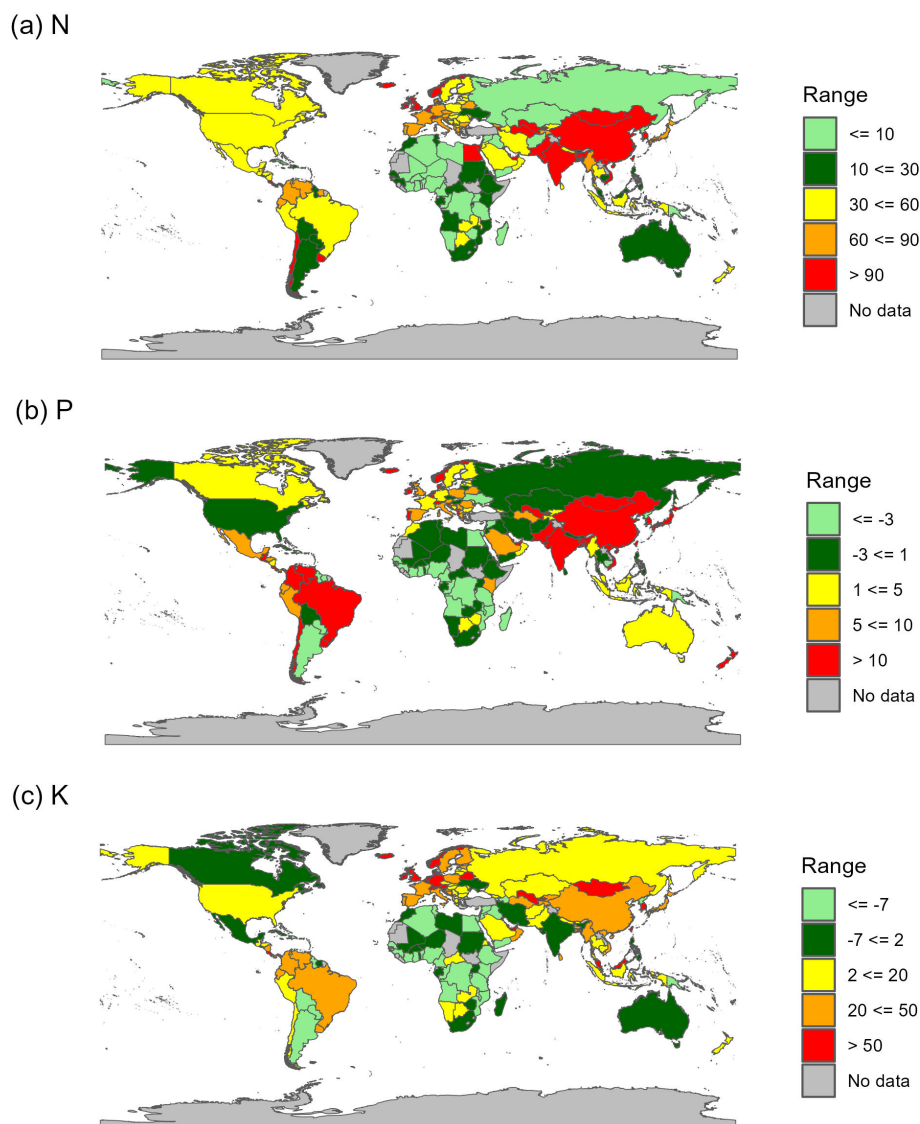 (a) N
Range
<= 10
10 <= 30
30 <= 60
60 <= 90
> 90
No data
(b) P
Range
<= -3
-3 <= 1
1 <= 5
5 <= 10
> 10
No data
(c) K
Range
<= -7
-7 <= 2
2 <= 20
20 <= 50
> 50
No data